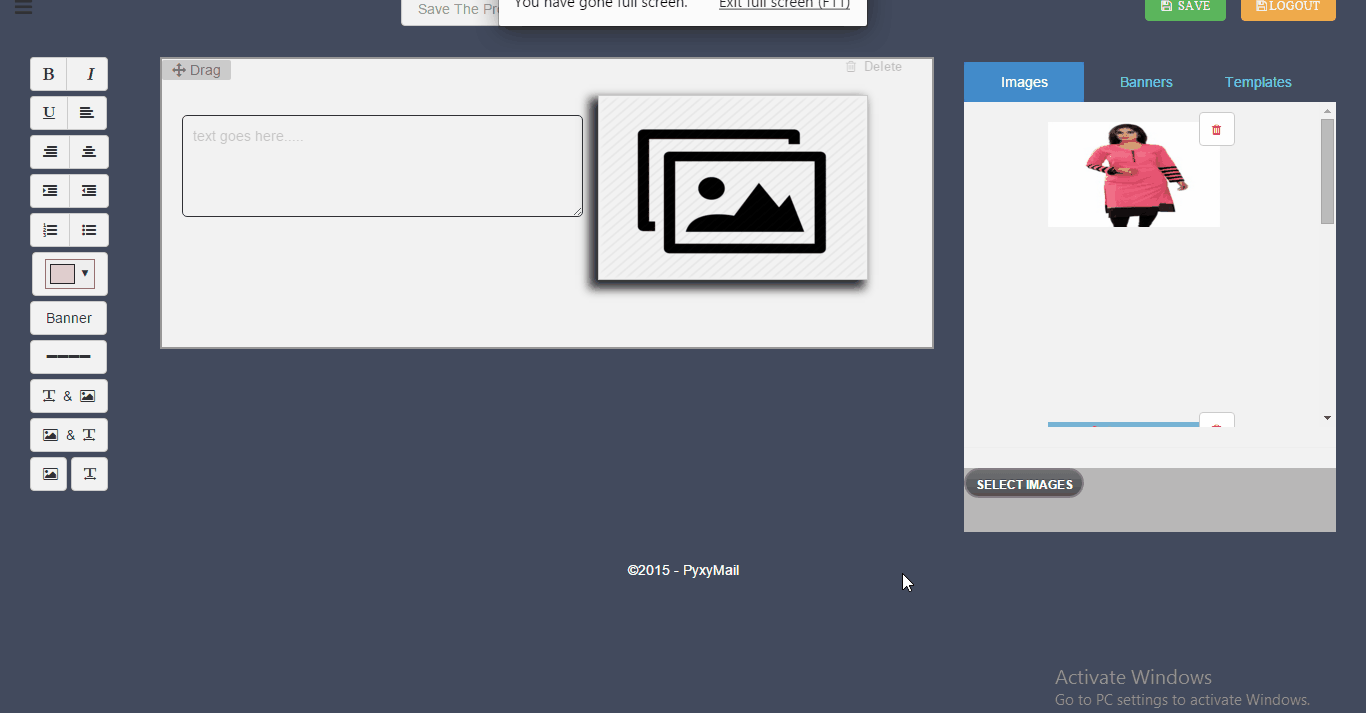 Save The Pr
You have gone full screen. Exit full screen (F11)
SAVE
LOGOUT
B I
U
Banner
T & 
& T
T
Drag
Delete
text goes here.....
Images Banners Templates
SELECT IMAGES
©2015 - PyxyMail
Activate Windows
Go to PC settings to activate Windows.